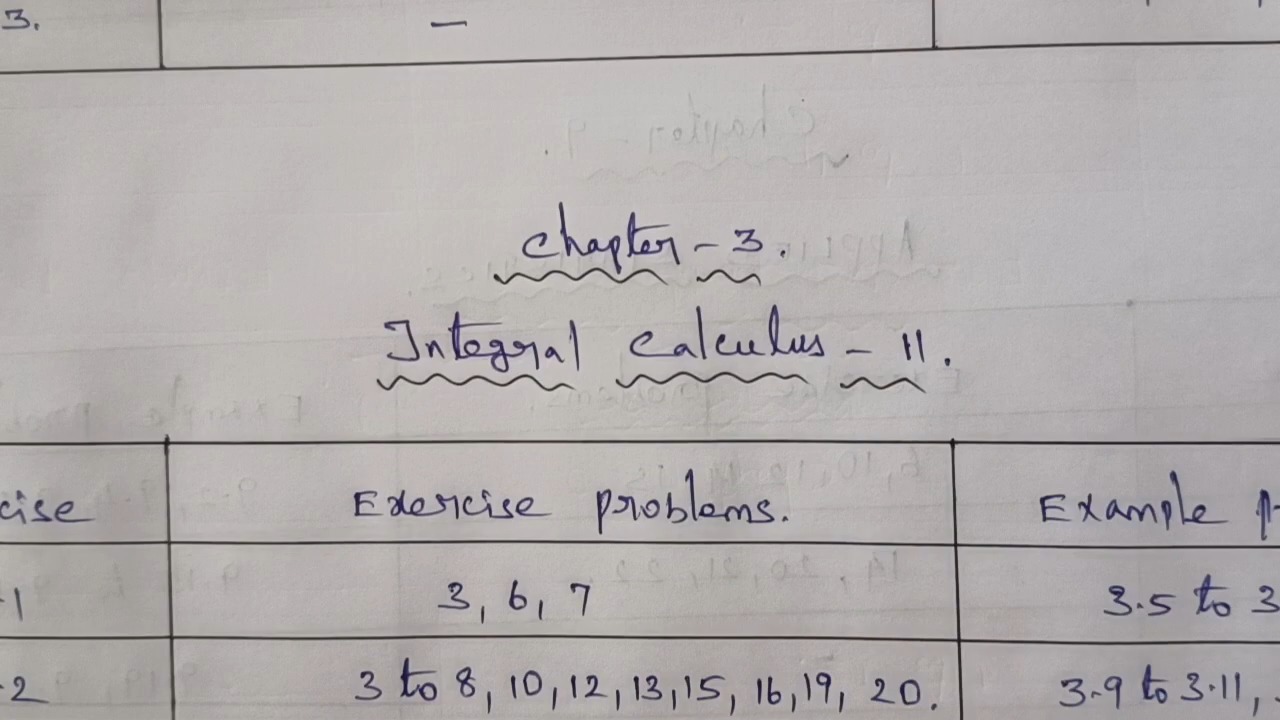 3. —
Chapter - 3.
Integral Calculus - II.
cise Exercise problems. Example
-1 3, 6, 7 3.5 to 3
-2 3 to 8, 10, 12, 13, 15, 16, 19, 20. 3.9 to 3.11,